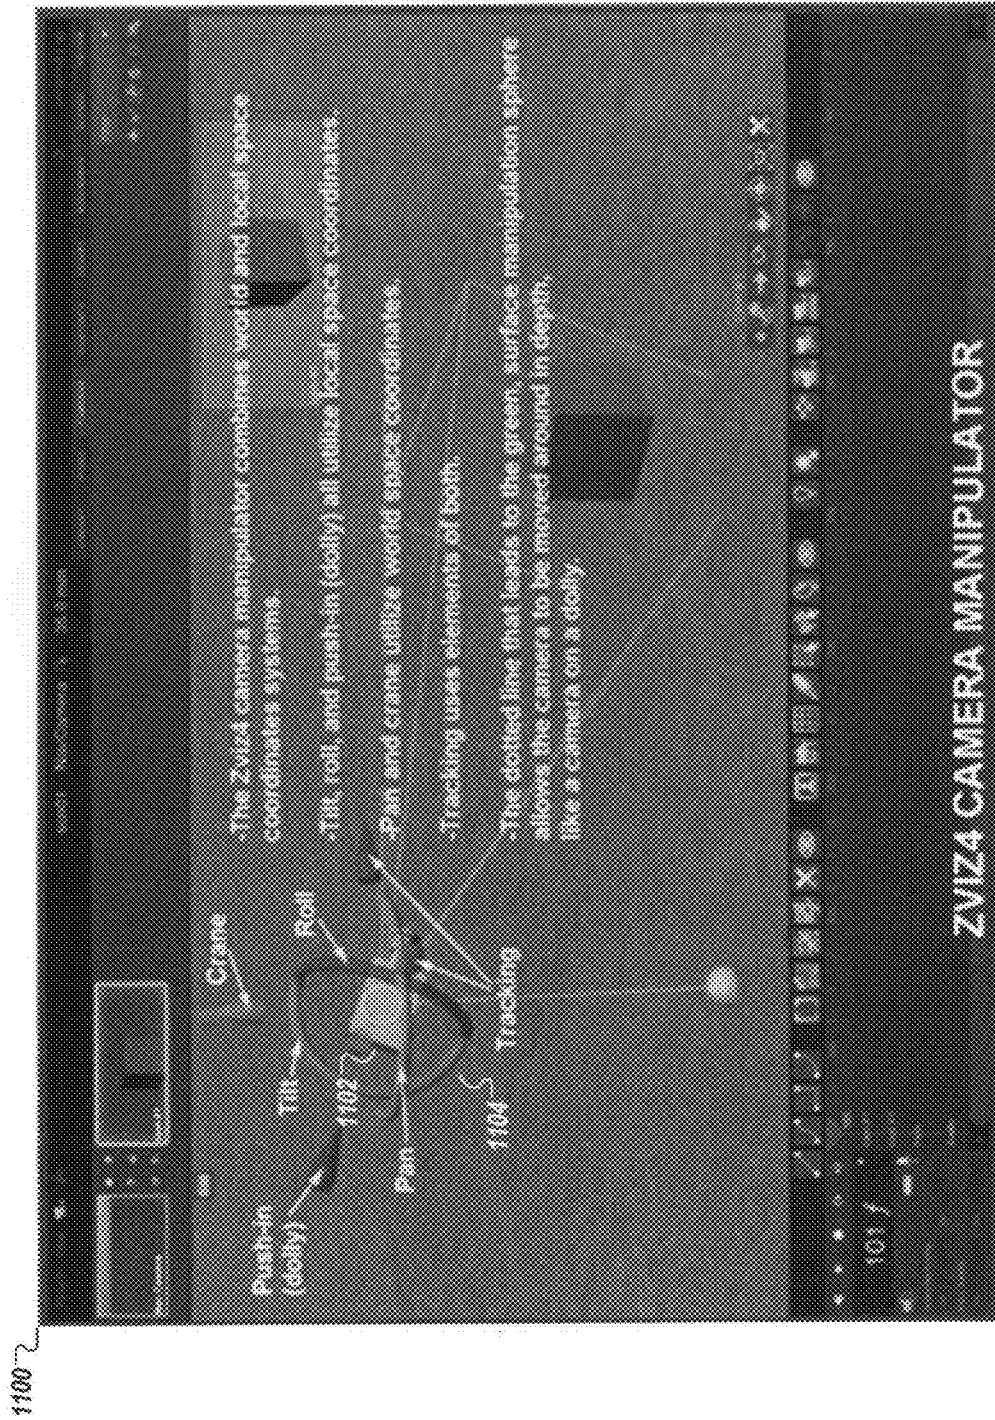 1100
Crane
Roll
Tilt
Push-in
(dolly)
1102
Pan
1104
Tracking
-The Zviz4 camera manipulator combines world and local space
coordinates systems.
-Tilt, roll, and push-in (dolly) all utilize local space coordinates.
-Pan and crane utilize world space coordinates.
-Tracking uses elements of both.
-The dotted line that leads to the green, surface manipulation sphere
allows the camera to be moved around in depth,
like a camera on a dolly.
101 f
ZVIZ4 CAMERA MANIPULATOR